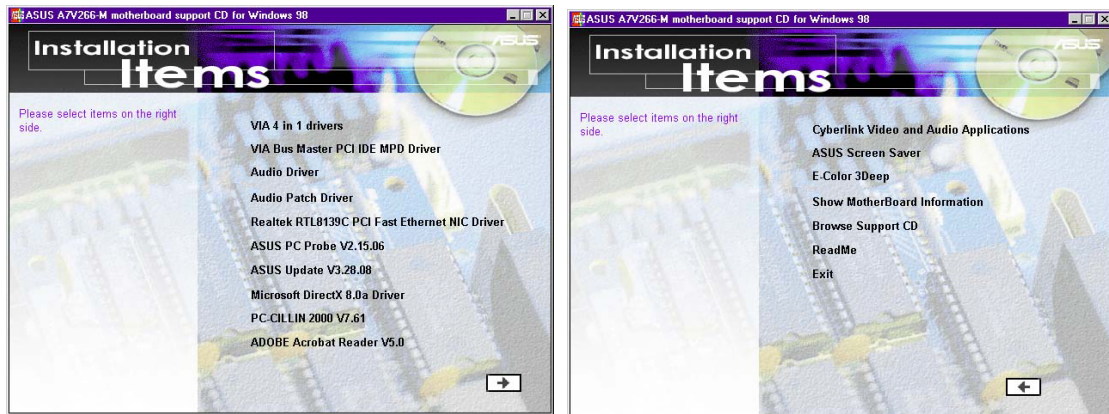 ASUS A7V266-M motherboard support CD for Windows 98
Installation
Items
ASUS
Please select items on the right
side.
VIA 4 in 1 drivers
VIA Bus Master PCI IDE MPD Driver
Audio Driver
Audio Patch Driver
Realtek RTL8139C PCI Fast Ethernet NIC Driver
ASUS PC Probe V2.15.06
ASUS Update V3.28.08
Microsoft DirectX 8.0a Driver
PC-CILLIN 2000 V7.61
ADOBE Acrobat Reader V5.0
ASUS A7V266-M motherboard support CD for Windows 98
Installation
Items
ASUS
Please select items on the right
side.
Cyberlink Video and Audio Applications
ASUS Screen Saver
E-Color 3Deep
Show MotherBoard Information
Browse Support CD
ReadMe
Exit